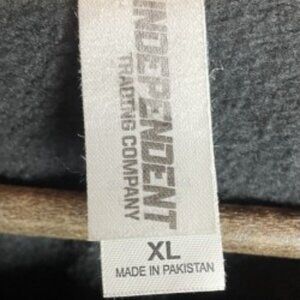 INDEPENDENT
TRADING COMPANY
XL
MADE IN PAKISTAN